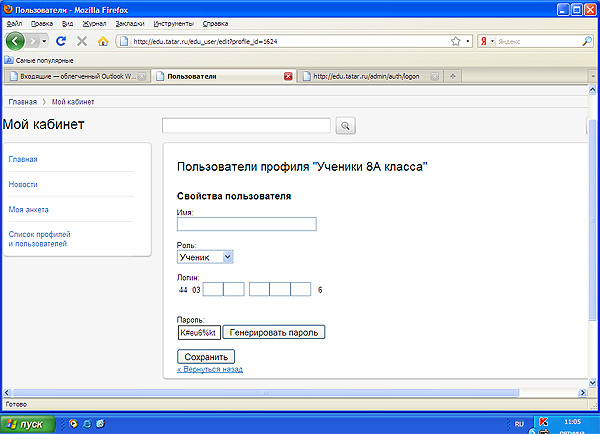 Пользователи - Mozilla Firefox
Файл Правка Вид Журнал Закладки Инструменты Справка
http://edu.tatar.ru/edu_user/edit?profile_id=1624
Яндекс
Самые популярные
Входящие — облегченный Outlook W... Пользователи http://edu.tatar.ru/admin/auth/logon
Главная > Мой кабинет
Мой кабинет
Главная
Новости
Моя анкета
Список профилей
и пользователей
Пользователи профиля "Ученики 8А класса"
Свойства пользователя
Имя:
Роль:
Ученик
Логин:
44 03 6
Пароль:
K#eu6%kt Генерировать пароль
Сохранить
« Вернуться назад
Готово
пуск RU 11:05
пятница